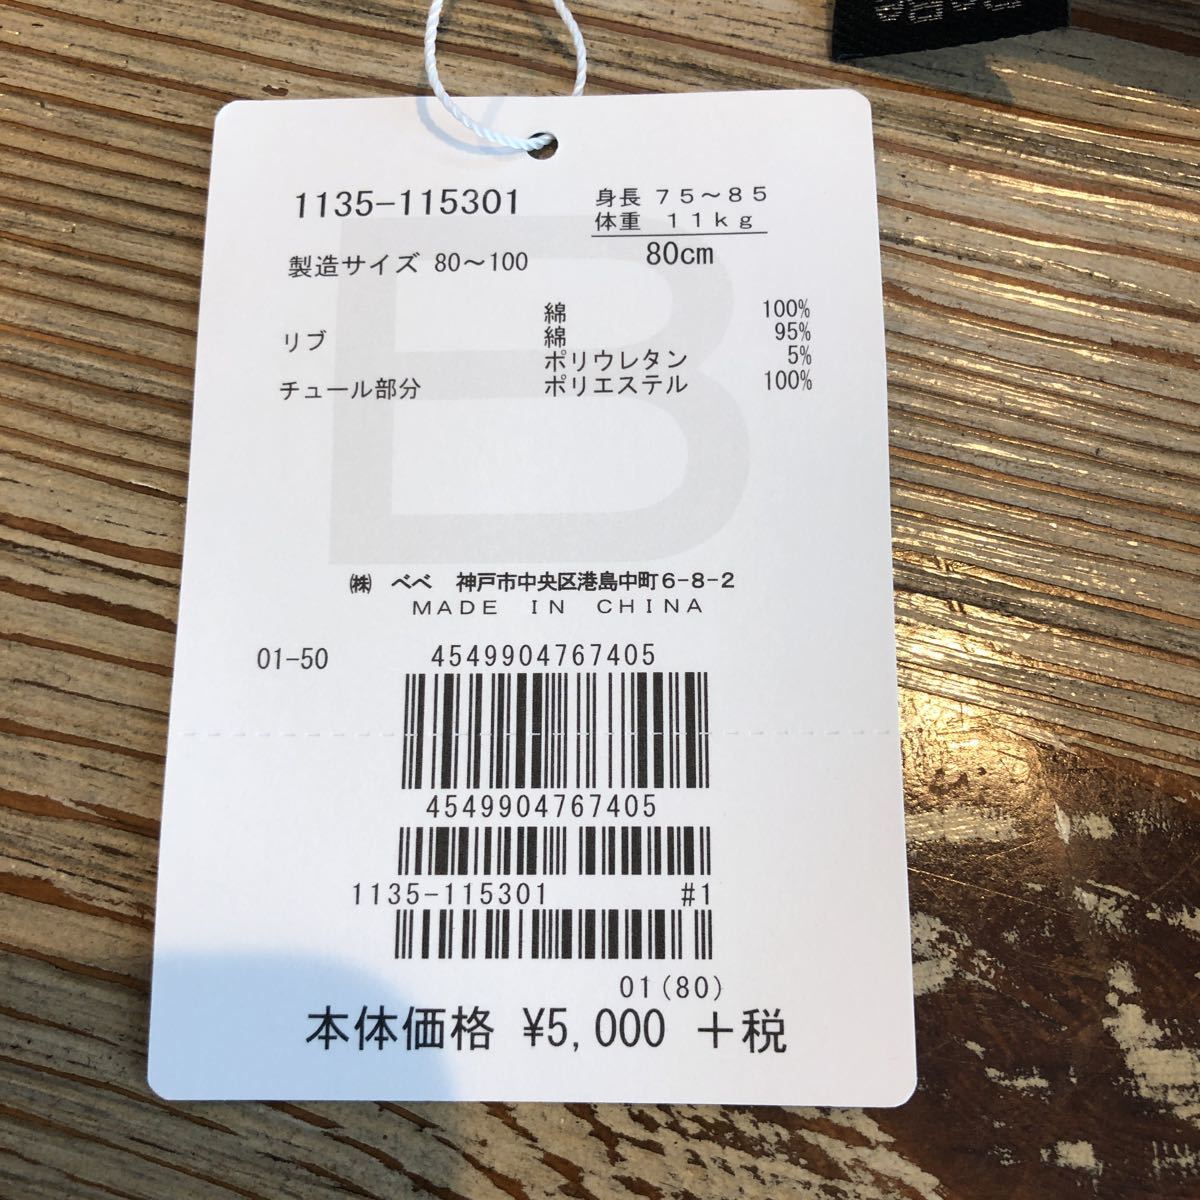 1135-115301
身長 75～85
体重 11kg
80cm
製造サイズ 80～100
綿 100%
リブ 綿 95%
ポリウレタン 5%
チュール部分 ポリエステル 100%
B
㈱ べべ 神戸市中央区港島中町6-8-2
MADE IN CHINA
01-50 4549904767405
4549904767405
1135-115301 #1
01(80)
本体価格 ¥5,000 +税